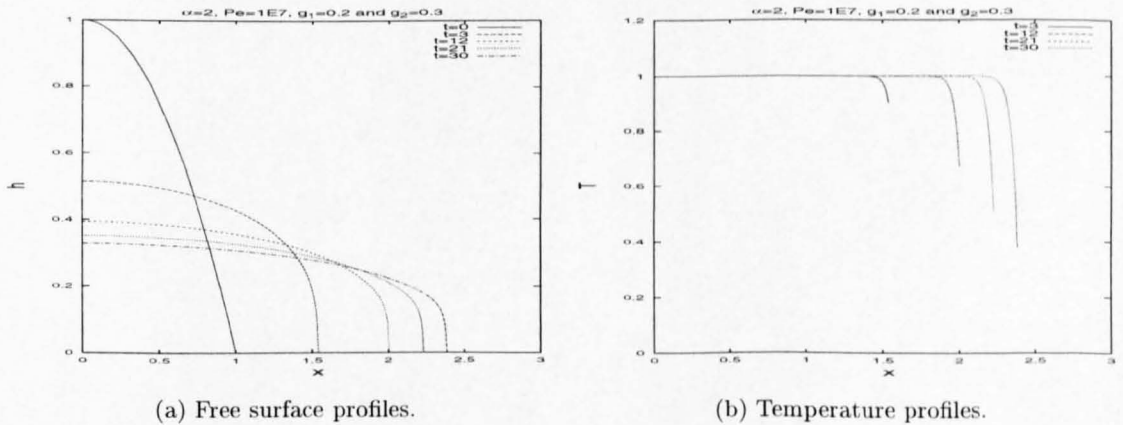 α=2, Pe=1E7, g₁=0.2 and g₂=0.3
t=0
t=3
t=12
t=21
t=30
1
0.8
0.6
0.4
0.2
0
h
0
0.5
1
1.5
2
2.5
3
X
(a) Free surface profiles.
α=2, Pe=1E7, g₁=0.2 and g₂=0.3
t=3
t=12
t=21
t=30
1.2
1
0.8
0.6
0.4
0.2
0
T
0
0.5
1
1.5
2
2.5
3
X
(b) Temperature profiles.